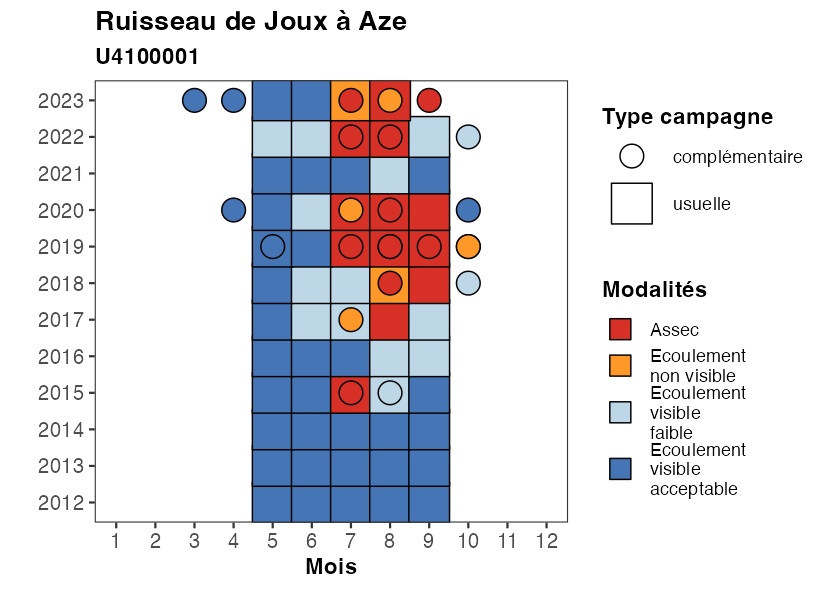 Ruisseau de Joux à Aze
U4100001
2023
2022
2021
2020
2019
2018
2017
2016
2015
2014
2013
2012
1 2 3 4 5 6 7 8 9 10 11 12
Mois
Type campagne
complémentaire
usuelle
Modalités
Assec
Ecoulement
non visible
Ecoulement
visible
faible
Ecoulement
visible
acceptable